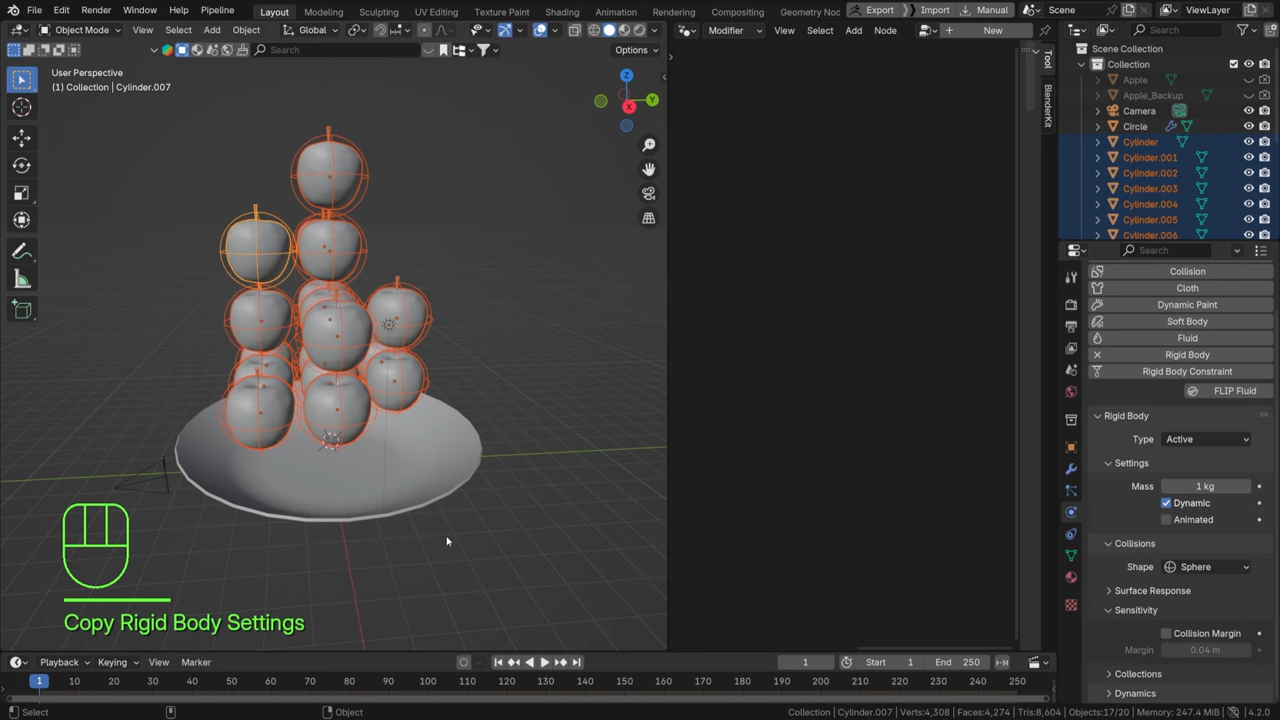 File Edit Render Window Help Pipeline Layout Modeling Sculpting UV Editing Texture Paint Shading Animation Rendering Compositing Geometry Noc Export Import Manual Scene ViewLayer
Object Mode View Select Add Object Global Modifier View Select Add Node New Search
Search Options
User Perspective
(1) Collection | Cylinder.007
Z
Y
X
Tool
BlenderKit
Scene Collection
Collection
Apple
Apple_Backup
Camera
Circle
Cylinder
Cylinder.001
Cylinder.002
Cylinder.003
Cylinder.004
Cylinder.005
Cylinder.006
Search
Collision
Cloth
Dynamic Paint
Soft Body
Fluid
Rigid Body
Rigid Body Constraint
FLIP Fluid
Rigid Body
Type Active
Settings
Mass 1 kg
Dynamic
Animated
Collisions
Shape Sphere
Surface Response
Sensitivity
Collision Margin
Margin 0.04 m
Collections
Dynamics
Copy Rigid Body Settings
Playback Keying View Marker 1 Start 1 End 250
1 10 20 30 40 50 60 70 80 90 100 110 120 130 140 150 160 170 180 190 200 210 220 230 240 250
Select Object Collection | Cylinder.007 | Verts:4,308 | Faces:4,274 | Tris:8,604 | Objects:17/20 | Memory: 247.4 MiB 4.2.0